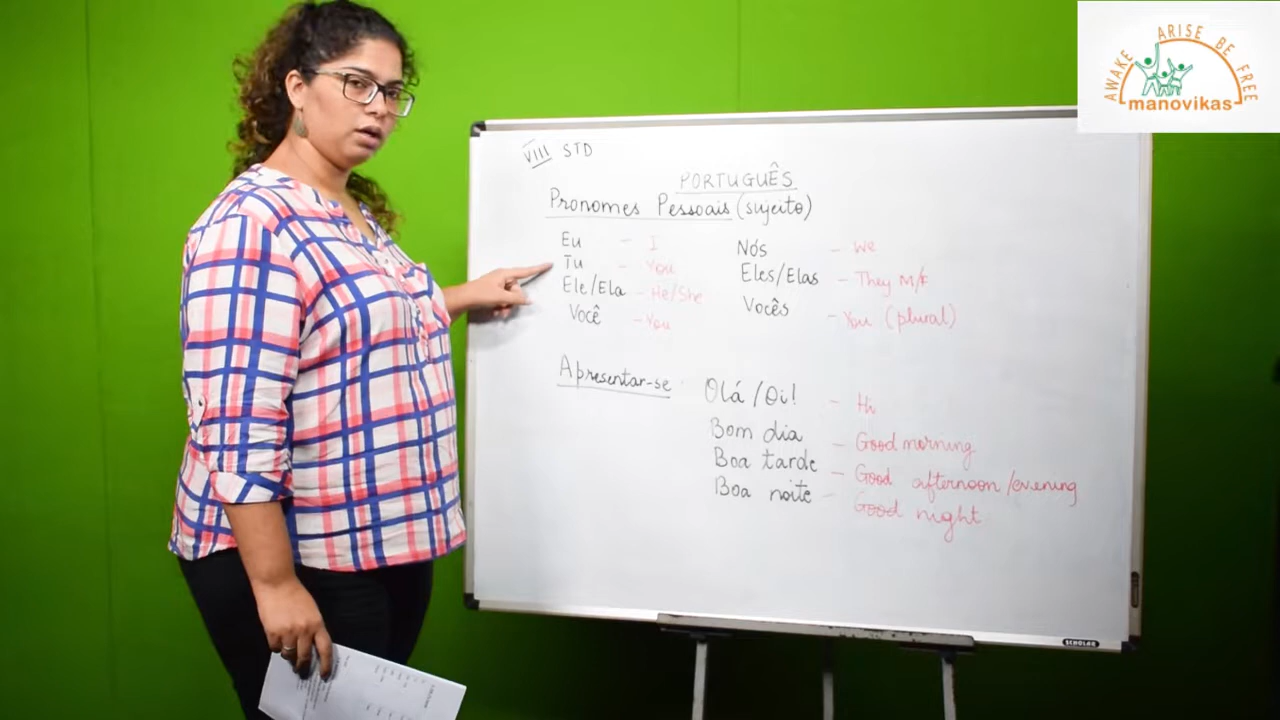 AWAKE ARISE BE FREE
manovikas
VIII STD
PORTUGUÊS
Pronomes Pessoais (sujeito)
Eu - I
Tu - You
Ele/Ela - He/She
Você - You
Nós - We
Eles/Elas - They M/F
Vocês - You (plural)
Apresentar-se
Olá/Oi! - Hi
Bom dia - Good morning
Boa tarde - Good afternoon/evening
Boa noite - Good night
SCHOLAR